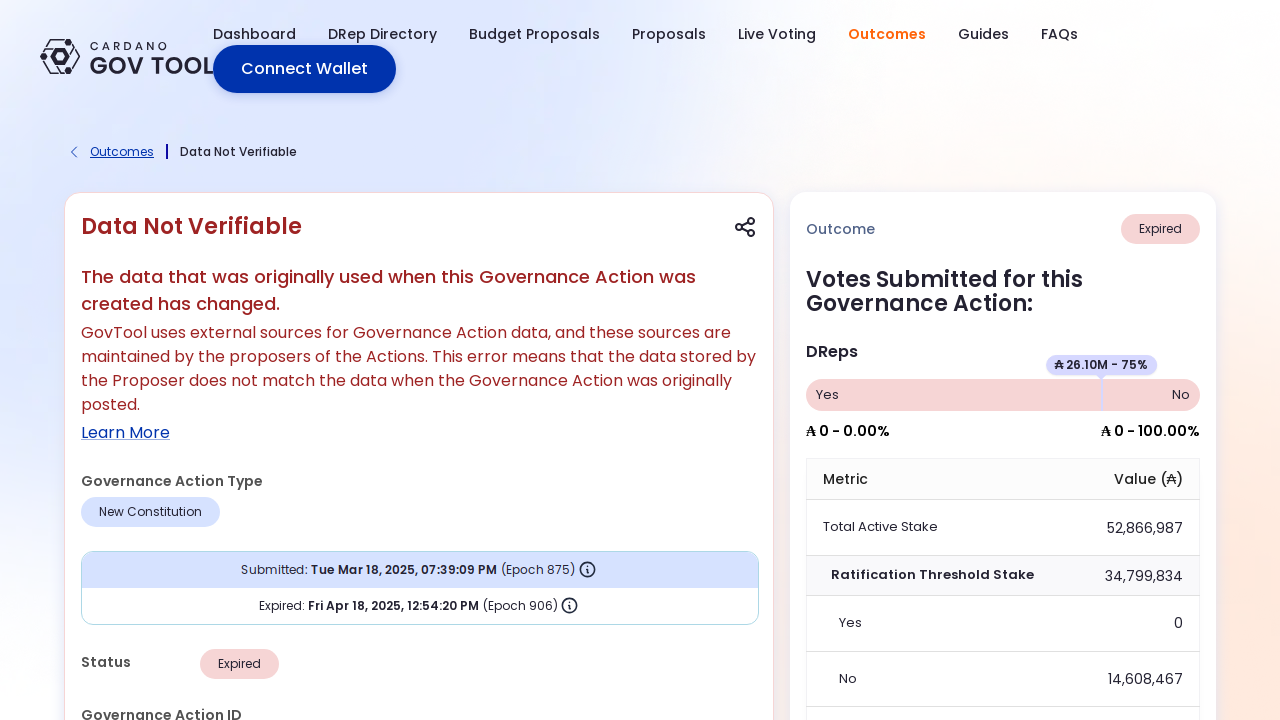 CARDANO
GOV TOOL
Dashboard
DRep Directory
Budget Proposals
Proposals
Live Voting
Outcomes
Guides
FAQs
Connect Wallet
Outcomes
Data Not Verifiable
Data Not Verifiable
The data that was originally used when this Governance Action was
created has changed.
GovTool uses external sources for Governance Action data, and these sources are
maintained by the proposers of the Actions. This error means that the data stored by
the Proposer does not match the data when the Governance Action was originally
posted.
Learn More
Governance Action Type
New Constitution
Submitted: Tue Mar 18, 2025, 07:39:09 PM (Epoch 875)
Expired: Fri Apr 18, 2025, 12:54:20 PM (Epoch 906)
Status
Expired
Governance Action ID
Outcome
Expired
Votes Submitted for this
Governance Action:
DReps
₳ 26.10M - 75%
Yes
No
₳ 0 - 0.00%
₳ 0 - 100.00%
Metric
Value (₳)
Total Active Stake
52,866,987
Ratification Threshold Stake
34,799,834
Yes
0
No
14,608,467